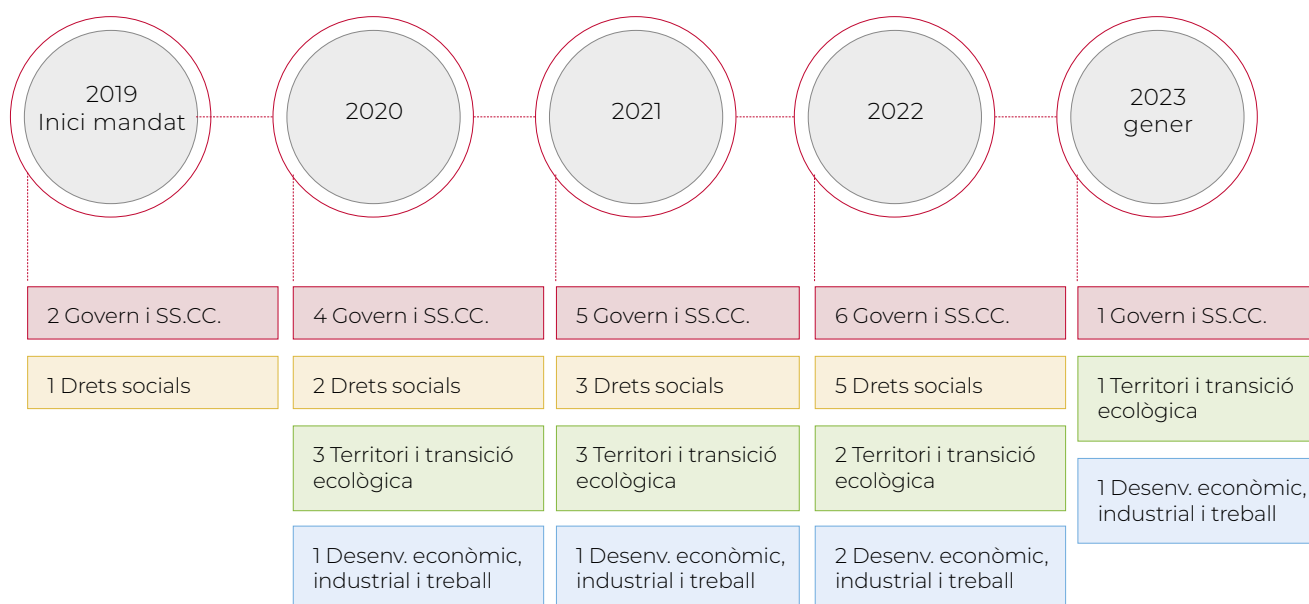 2019
Inici mandat
2020
2021
2022
2023
gener
2 Govern i SS.CC.
4 Govern i SS.CC.
5 Govern i SS.CC.
6 Govern i SS.CC.
1 Govern i SS.CC.
1 Drets socials
2 Drets socials
3 Drets socials
5 Drets socials
1 Territori i transició
ecològica
3 Territori i transició
ecològica
3 Territori i transició
ecològica
2 Territori i transició
ecològica
1 Desenv. econòmic,
industrial i treball
1 Desenv. econòmic,
industrial i treball
1 Desenv. econòmic,
industrial i treball
2 Desenv. econòmic,
industrial i treball